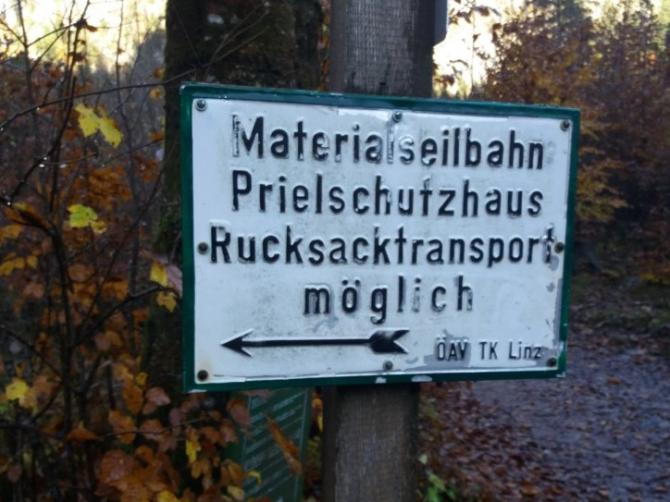 Materialseilbahn
Prielschutzhaus
Rucksacktransport
möglich
ÖAV TK Linz